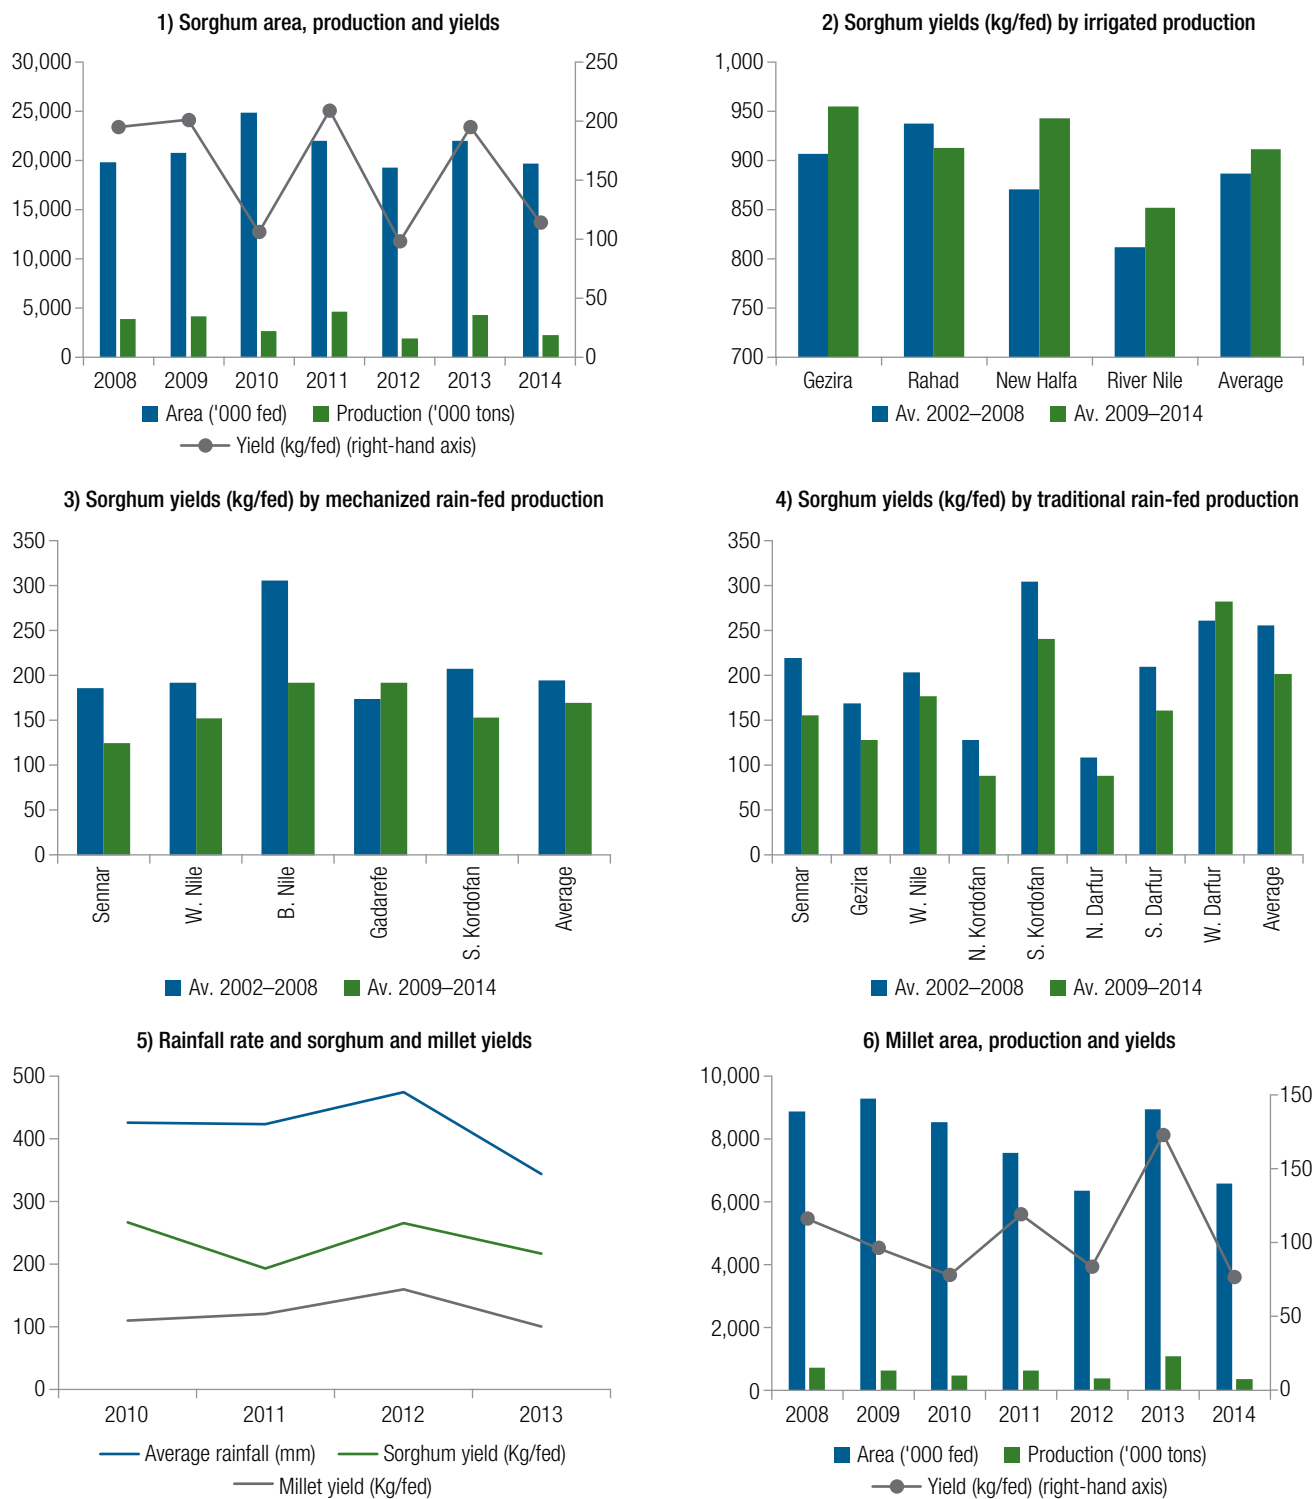 1) Sorghum area, production and yields
30,000
25,000
20,000
15,000
10,000
5,000
0
250
200
150
100
50
0
2008 2009 2010 2011 2012 2013 2014
Area ('000 fed) Production ('000 tons)
Yield (kg/fed) (right-hand axis)
2) Sorghum yields (kg/fed) by irrigated production
1,000
950
900
850
800
750
700
Gezira Rahad New Halfa River Nile Average
Av. 2002–2008 Av. 2009–2014
3) Sorghum yields (kg/fed) by mechanized rain-fed production
350
300
250
200
150
100
50
0
Sennar
W. Nile
B. Nile
Gadarefe
S. Kordofan
Average
Av. 2002–2008 Av. 2009–2014
4) Sorghum yields (kg/fed) by traditional rain-fed production
350
300
250
200
150
100
50
0
Sennar
Gezira
W. Nile
N. Kordofan
S. Kordofan
N. Darfur
S. Darfur
W. Darfur
Average
Av. 2002–2008 Av. 2009–2014
5) Rainfall rate and sorghum and millet yields
500
400
300
200
100
0
2010 2011 2012 2013
Average rainfall (mm) Sorghum yield (Kg/fed)
Millet yield (Kg/fed)
6) Millet area, production and yields
10,000
8,000
6,000
4,000
2,000
0
150
150
100
50
0
2008 2009 2010 2011 2012 2013 2014
Area ('000 fed) Production ('000 tons)
Yield (kg/fed) (right-hand axis)